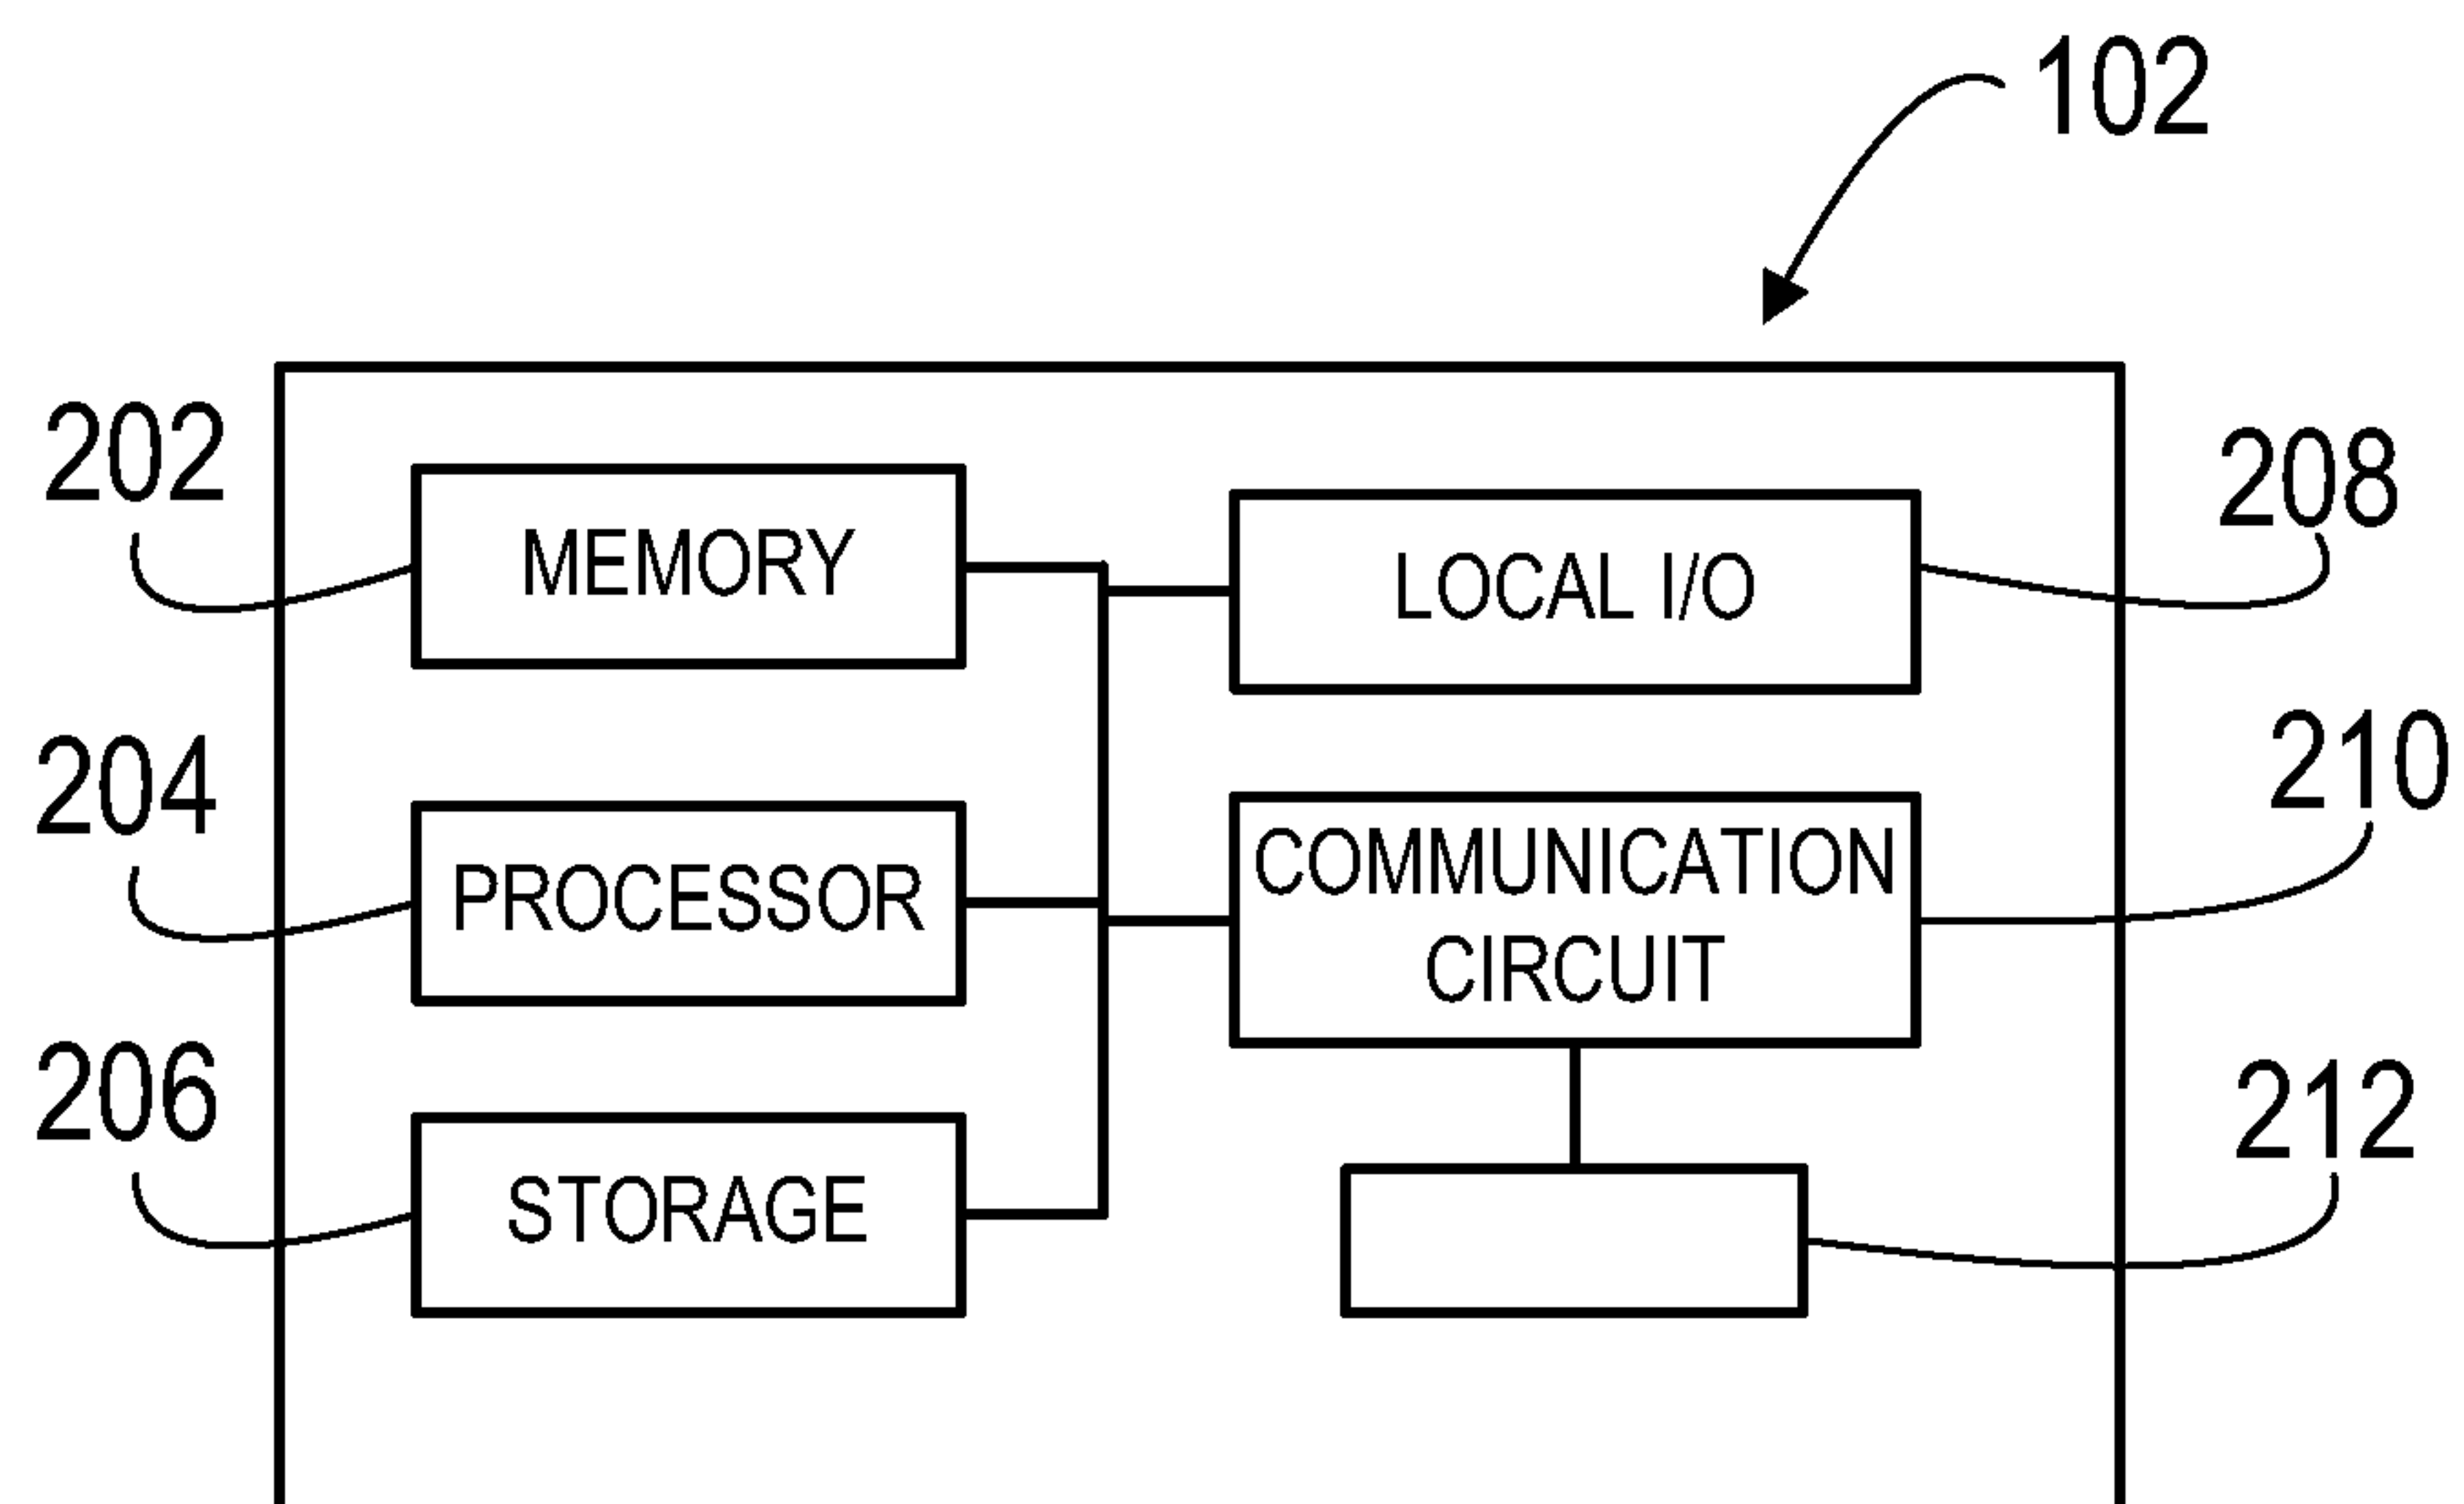 102
202
MEMORY
LOCAL I/O
208
204
PROCESSOR
COMMUNICATION
CIRCUIT
210
206
STORAGE
212